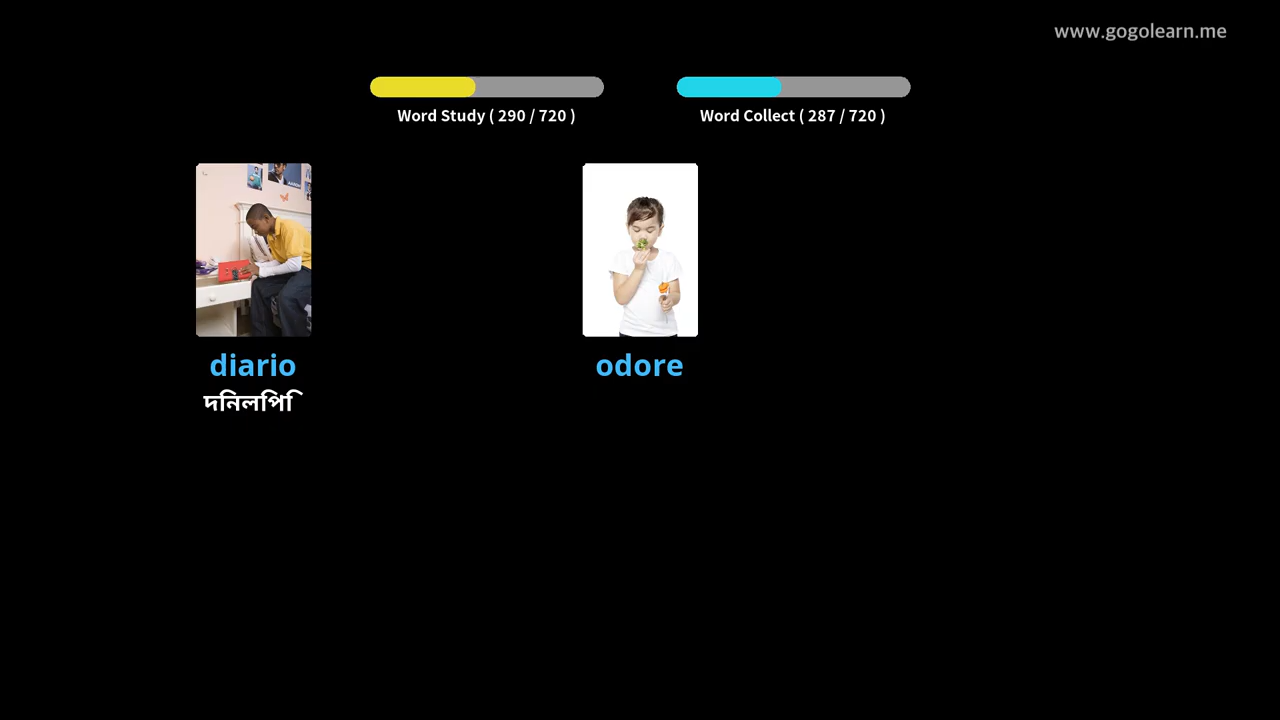 www.gogolearn.me
Word Study ( 290 / 720 )
Word Collect ( 287 / 720 )
diario
দিনলিপি
odore